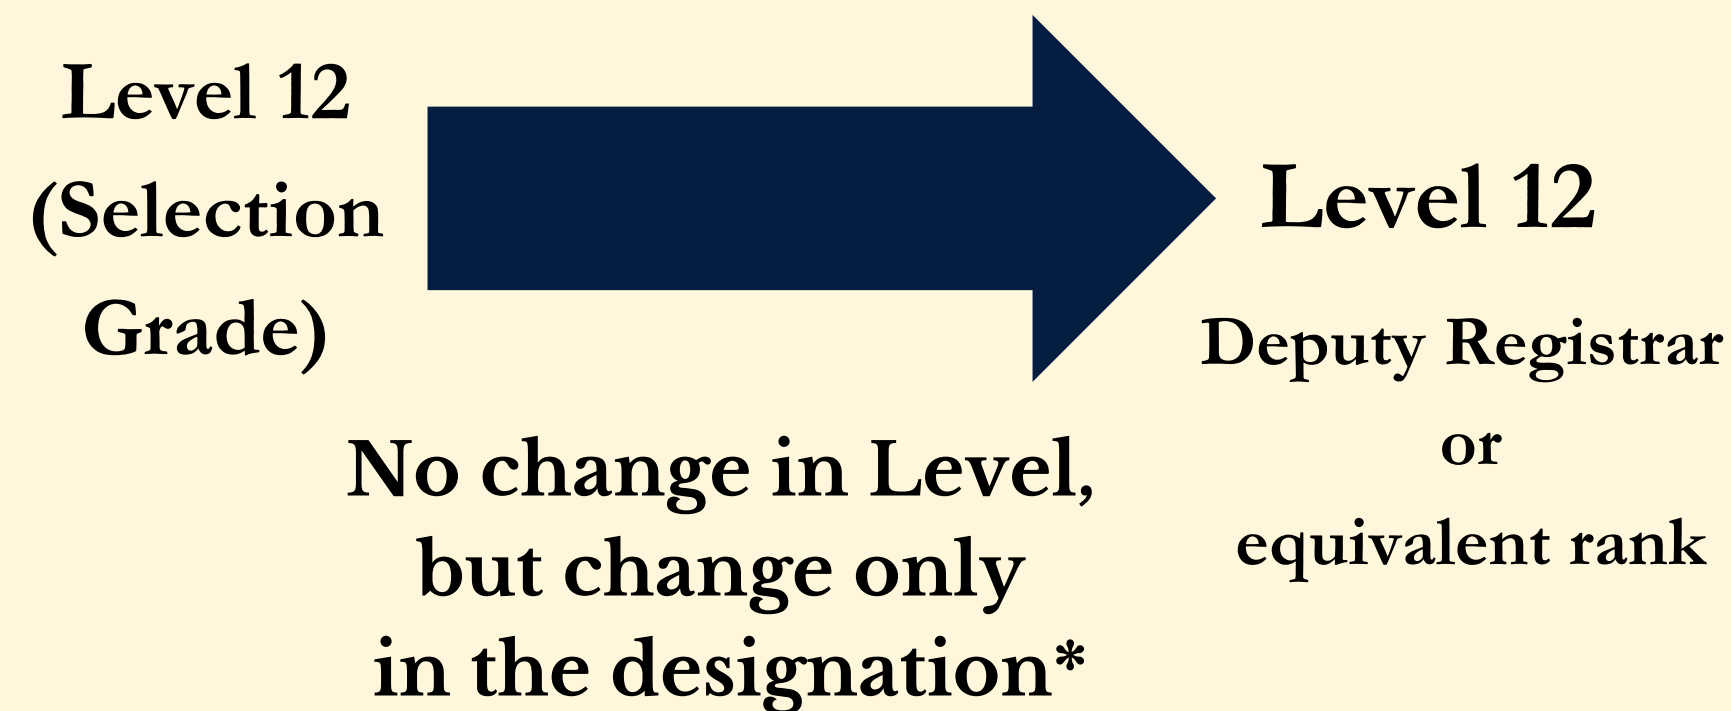 Level 12
(Selection
Grade)
No change in Level,
but change only
in the designation*
Level 12
Deputy Registrar
or
equivalent rank